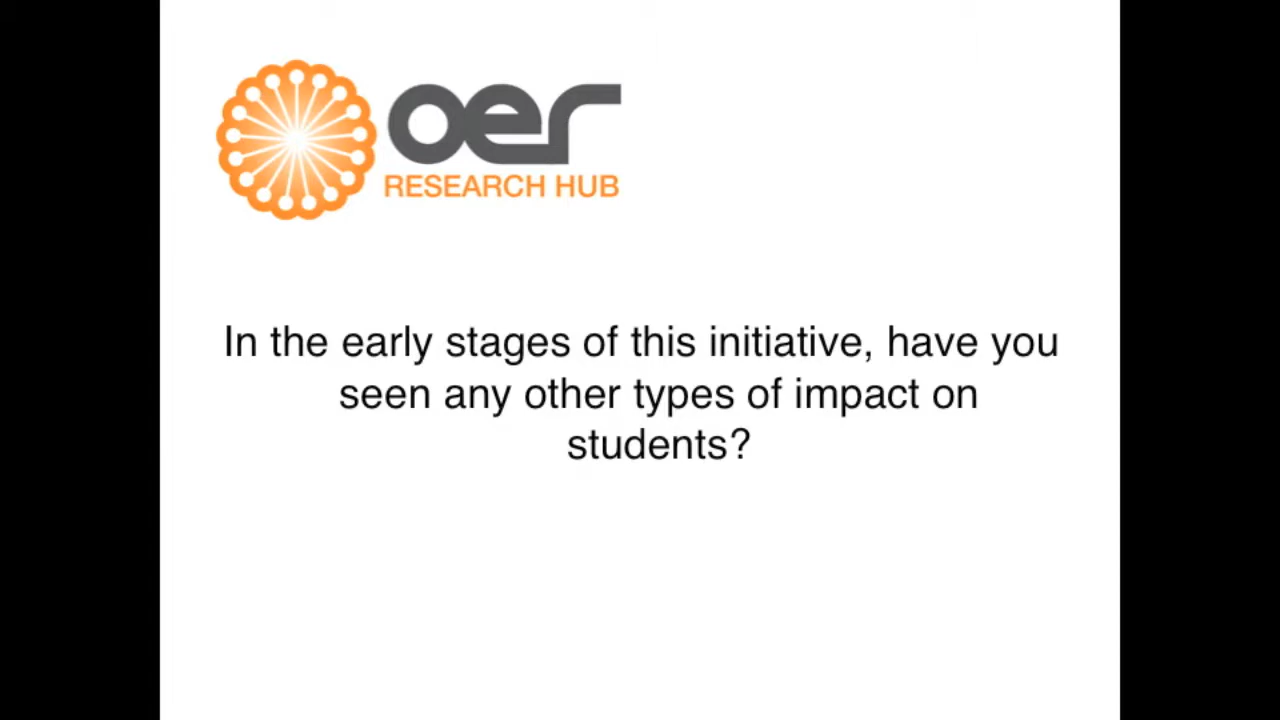 oer
RESEARCH HUB
In the early stages of this initiative, have you
seen any other types of impact on
students?